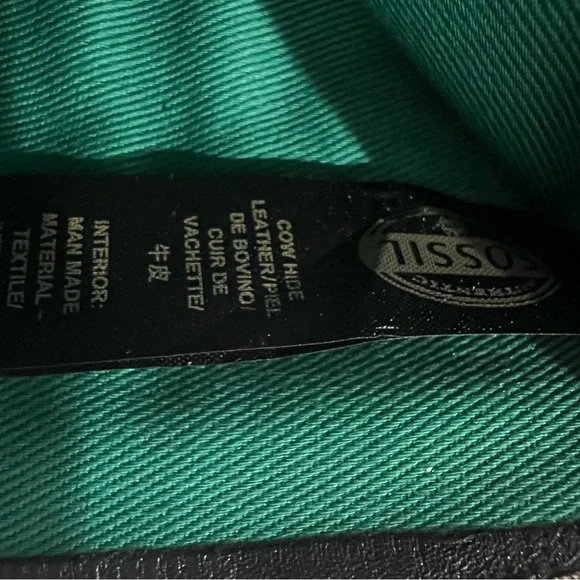 FOSSIL
COW HIDE
LEATHER/PIEL
DE BOVINO/
CUIR DE
VACHETTE/
牛皮
INTERIOR:
MAN MADE
MATERIAL –
TEXTILE/